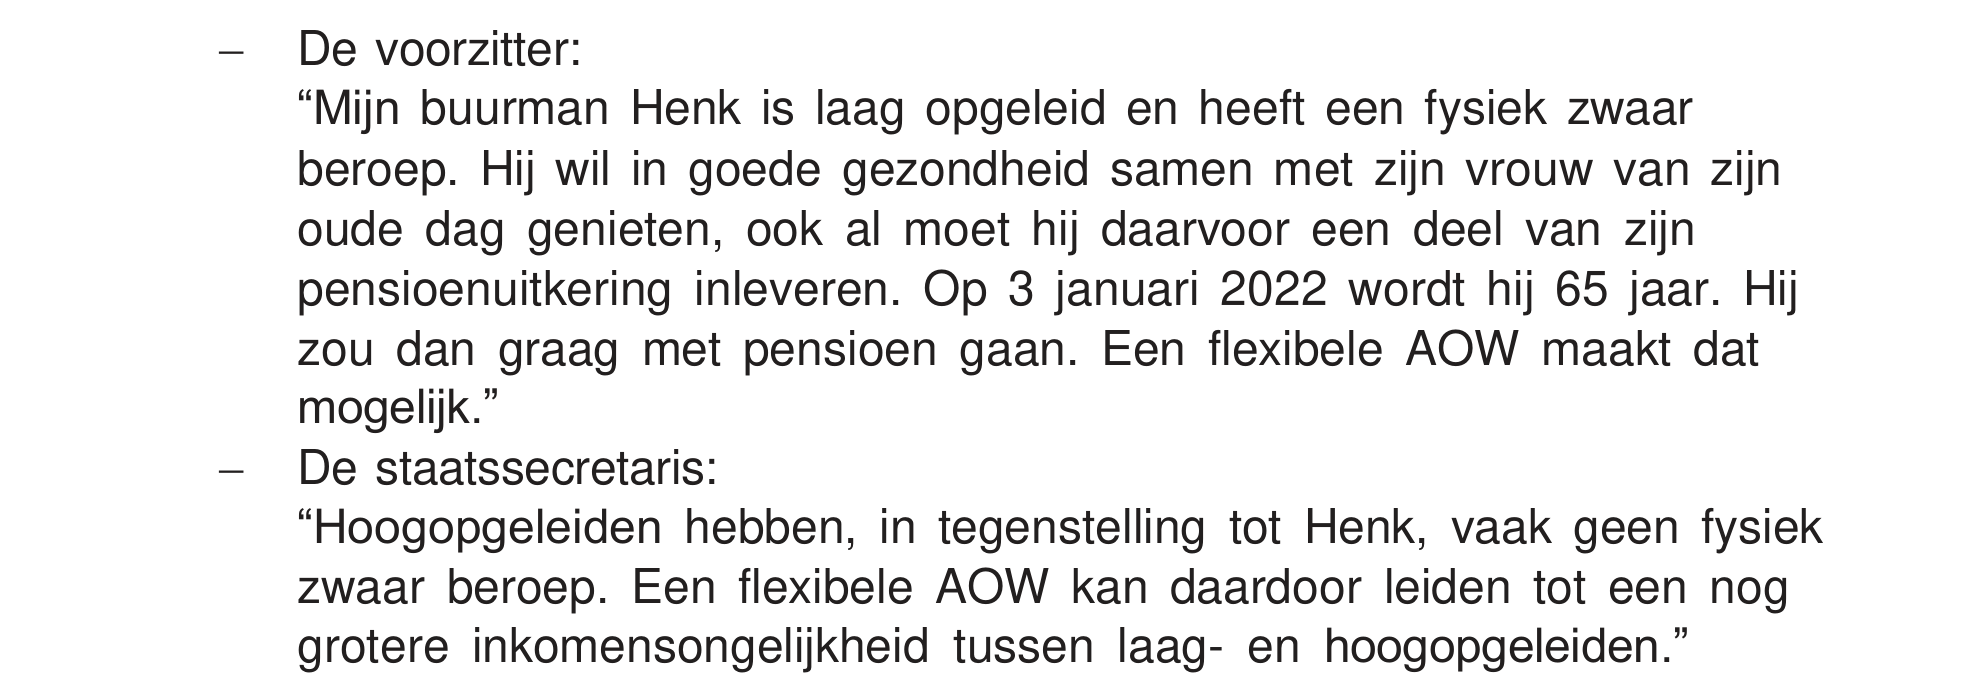 – De voorzitter:
“Mijn buurman Henk is laag opgeleid en heeft een fysiek zwaar
beroep. Hij wil in goede gezondheid samen met zijn vrouw van zijn
oude dag genieten, ook al moet hij daarvoor een deel van zijn
pensioenuitkering inleveren. Op 3 januari 2022 wordt hij 65 jaar. Hij
zou dan graag met pensioen gaan. Een flexibele AOW maakt dat
mogelijk.”
– De staatssecretaris:
“Hoogopgeleiden hebben, in tegenstelling tot Henk, vaak geen fysiek
zwaar beroep. Een flexibele AOW kan daardoor leiden tot een nog
grotere inkomensongelijkheid tussen laag- en hoogopgeleiden.”